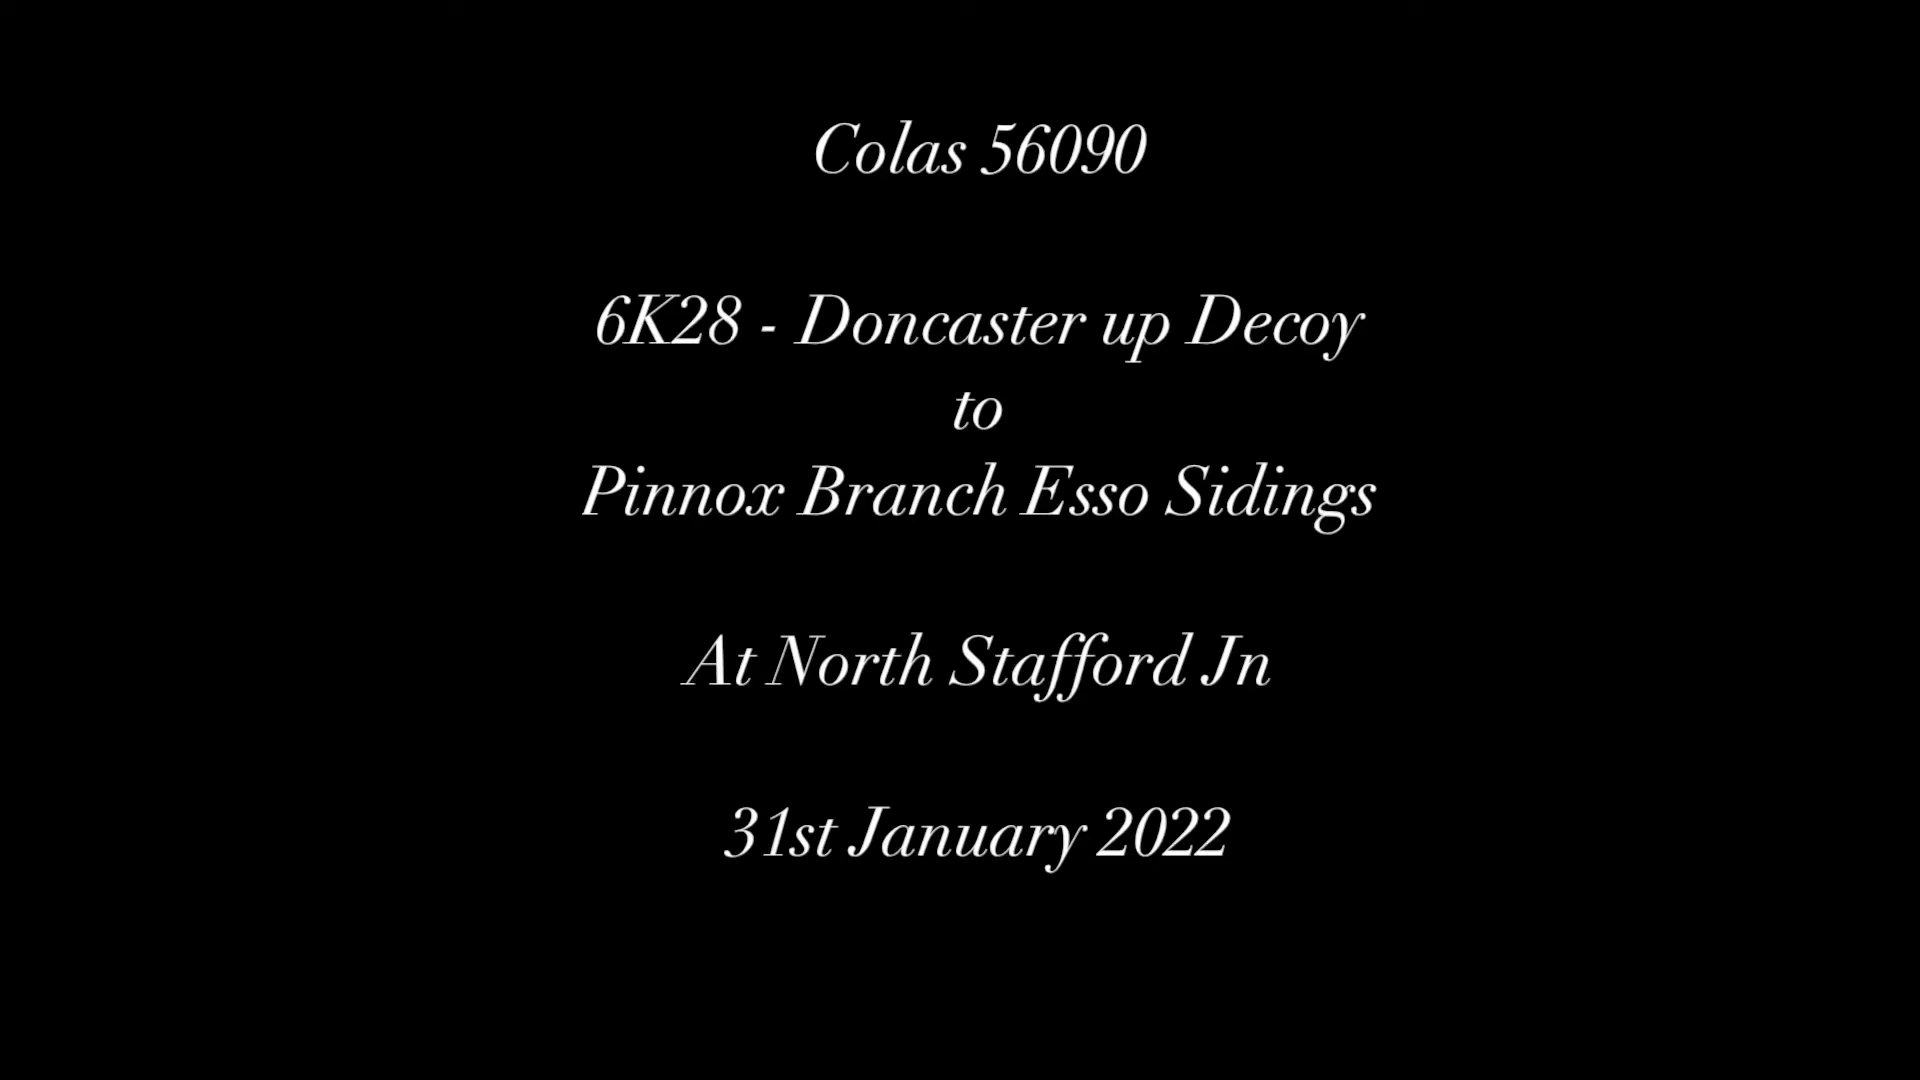 Colas 56090
6K28 - Doncaster up Decoy
to
Pinnox Branch Esso Sidings
At North Stafford Jn
31st January 2022